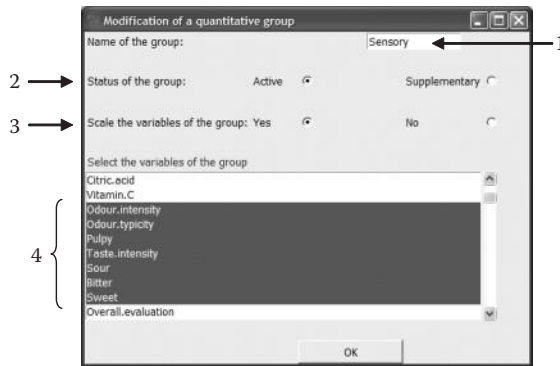 Modification of a quantitative group
Name of the group: Sensory 1
2 Status of the group: Active Supplementary
3 Scale the variables of the group: Yes No
Select the variables of the group
Citric.acid
Vitamin.C
Odour.intensity
Odour.typicity
Pulpy
4 Taste.intensity
Sour
Bitter
Sweet
Overall.evaluation
OK